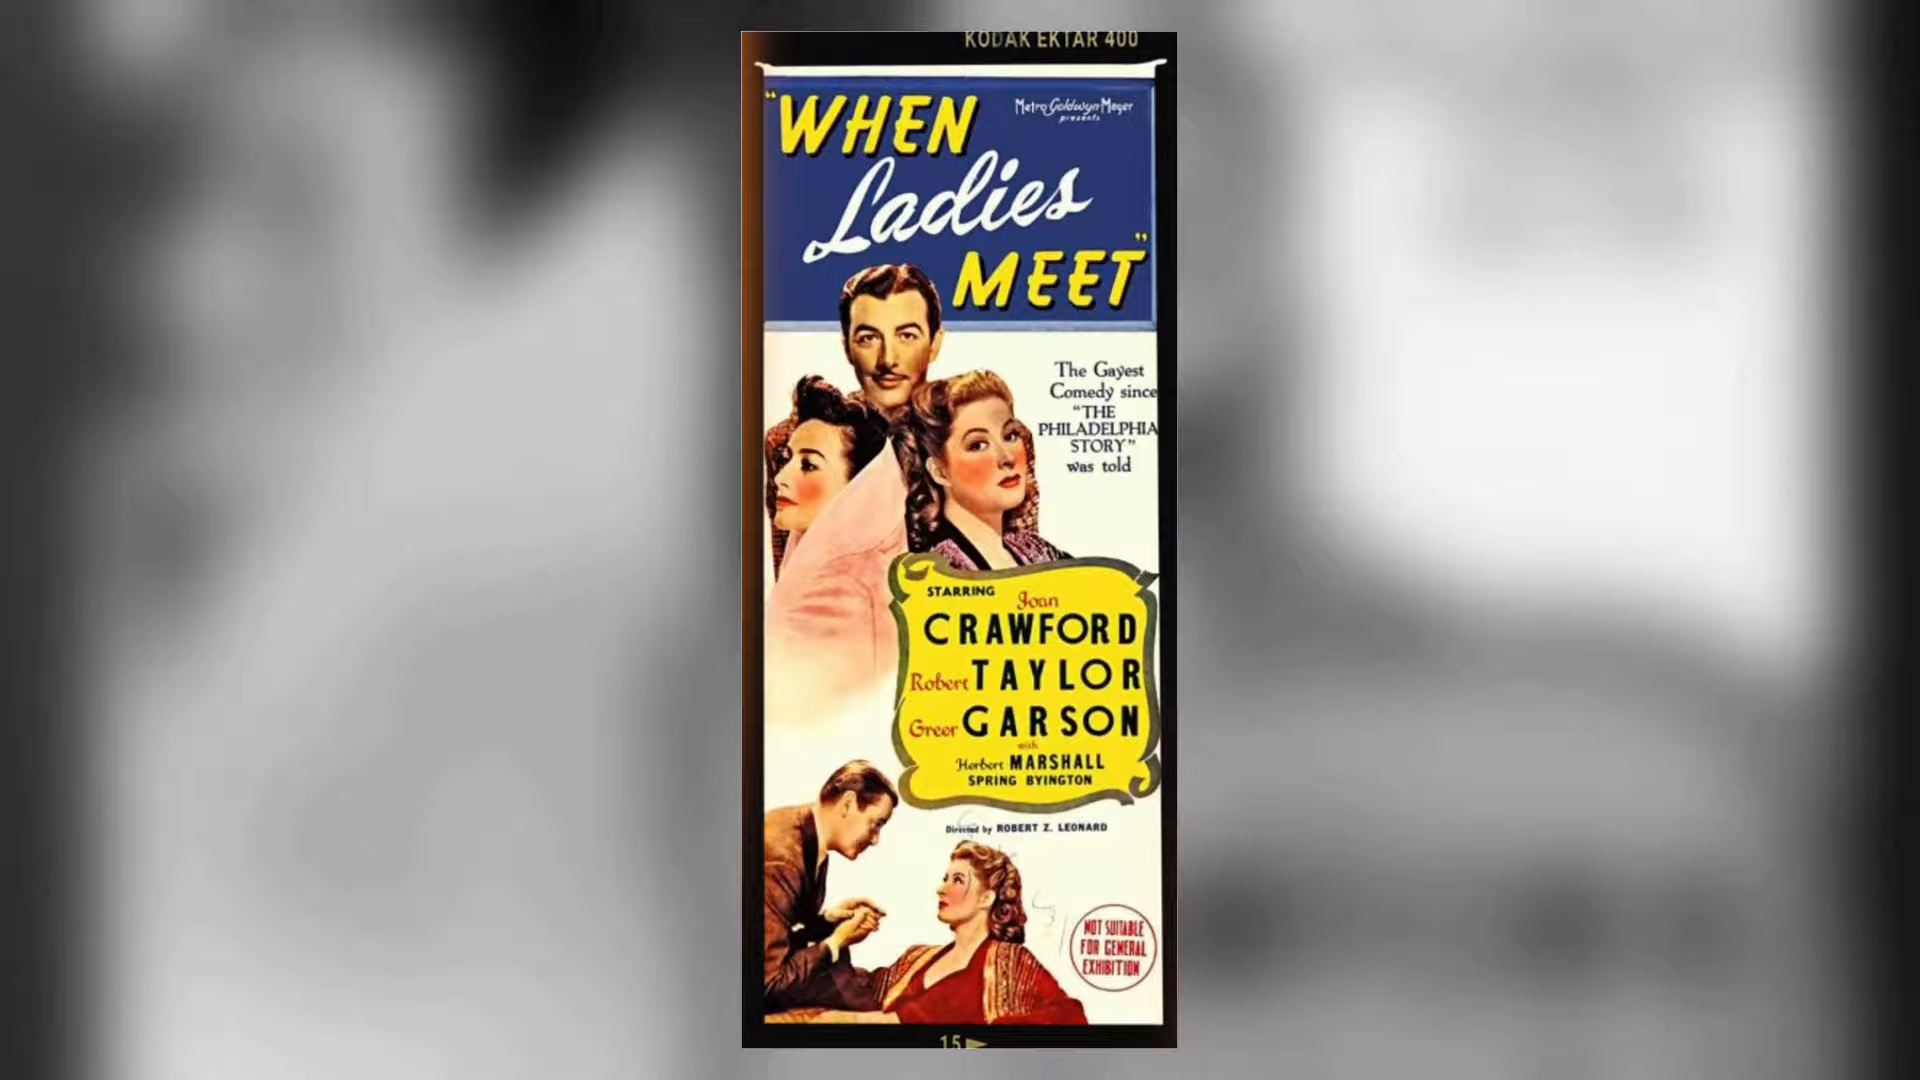 KODAK EKTAR 400
"WHEN
Metro-Goldwyn-Mayer
presents
Ladies
MEET"
The Gayest
Comedy since
"THE
PHILADELPHIA
STORY"
was told
STARRING
Joan
CRAWFORD
Robert TAYLOR
Greer GARSON
with
Herbert MARSHALL
SPRING BYINGTON
Directed by ROBERT Z. LEONARD
NOT SUITABLE
FOR GENERAL
EXHIBITION
15